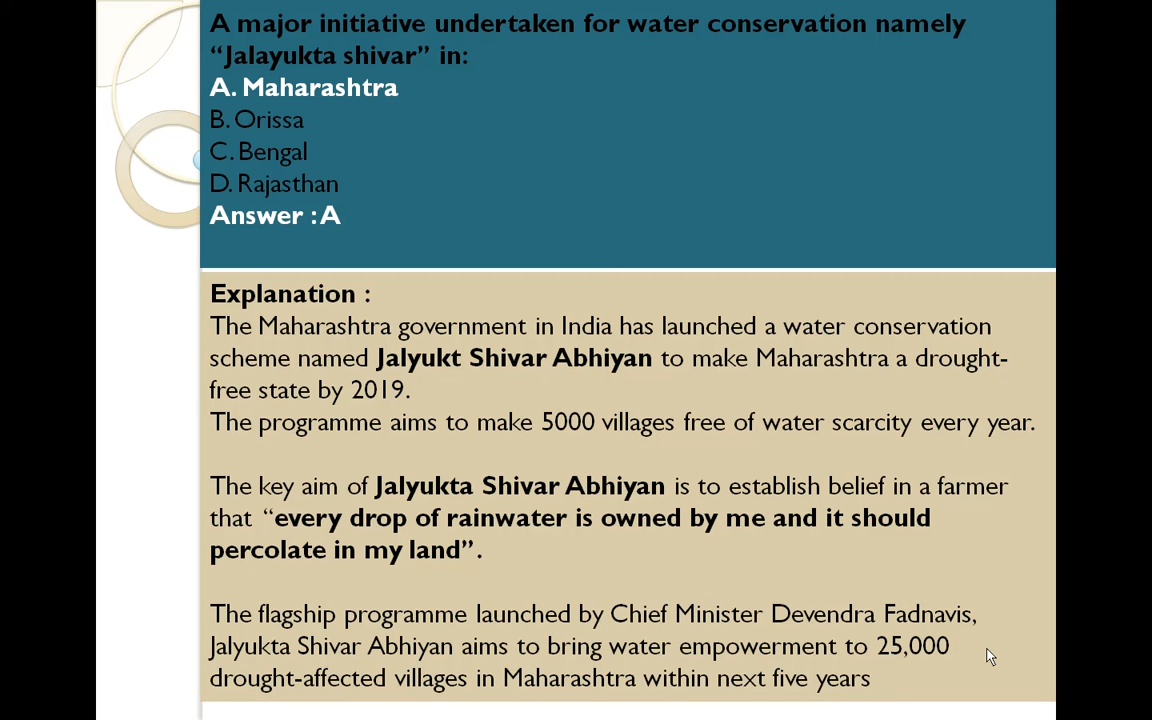 A major initiative undertaken for water conservation namely
“Jalayukta shivar” in:
A. Maharashtra
B. Orissa
C. Bengal
D. Rajasthan
Answer : A
Explanation :
The Maharashtra government in India has launched a water conservation
scheme named Jalyukt Shivar Abhiyan to make Maharashtra a drought-
free state by 2019.
The programme aims to make 5000 villages free of water scarcity every year.
The key aim of Jalyukta Shivar Abhiyan is to establish belief in a farmer
that “every drop of rainwater is owned by me and it should
percolate in my land”.
The flagship programme launched by Chief Minister Devendra Fadnavis,
Jalyukta Shivar Abhiyan aims to bring water empowerment to 25,000
drought-affected villages in Maharashtra within next five years